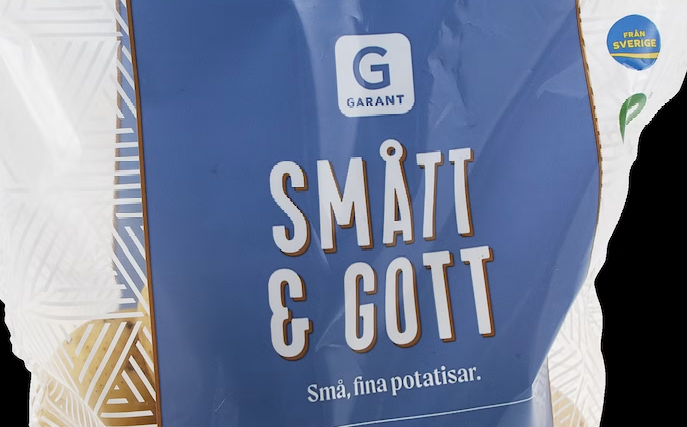 G
GARANT
FRÅN
SVERIGE
SMÅTT
& GOTT
Små, fina potatisar.